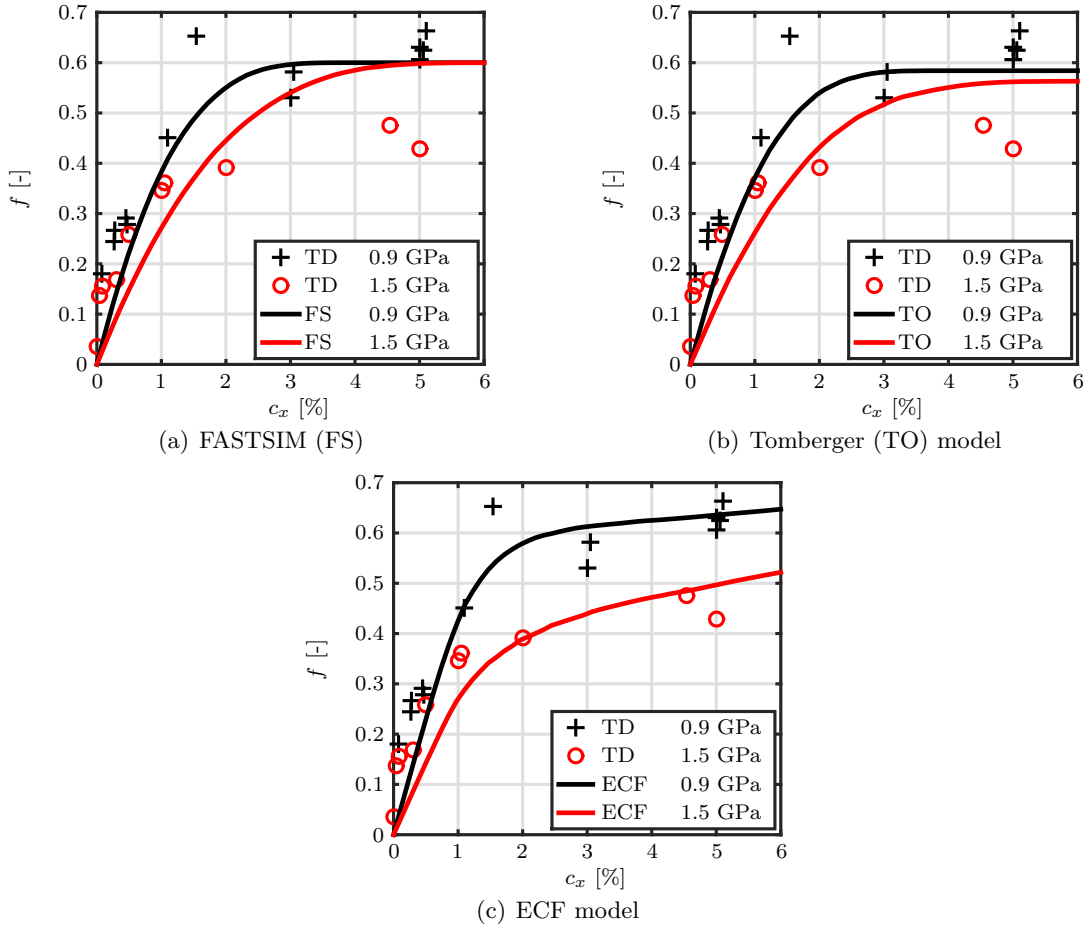 0.7
0.6
0.5
0.4
0.3
0.2
0.1
0
f [-]
TD 0.9 GPa
TD 1.5 GPa
FS 0.9 GPa
FS 1.5 GPa
0 1 2 3 4 5 6
c_x [%]
(a) FASTSIM (FS)
0.7
0.6
0.5
0.4
0.3
0.2
0.1
0
f [-]
TD 0.9 GPa
TD 1.5 GPa
TO 0.9 GPa
TO 1.5 GPa
0 1 2 3 4 5 6
c_x [%]
(b) Tomberger (TO) model
0.7
0.6
0.5
0.4
0.3
0.2
0.1
0
f [-]
TD 0.9 GPa
TD 1.5 GPa
ECF 0.9 GPa
ECF 1.5 GPa
0 1 2 3 4 5 6
c_x [%]
(c) ECF model